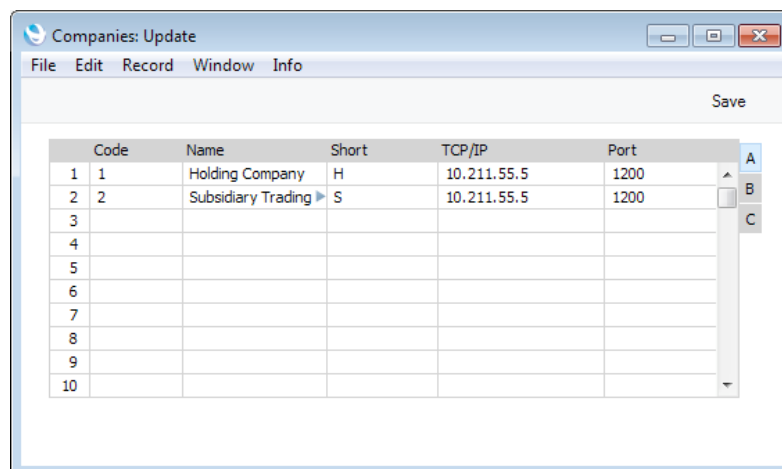 Companies: Update
File Edit Record Window Info
Save
Code Name Short TCP/IP Port
A
1 1 Holding Company H 10.211.55.5 1200
B
2 2 Subsidiary Trading S 10.211.55.5 1200
C
3
4
5
6
7
8
9
10